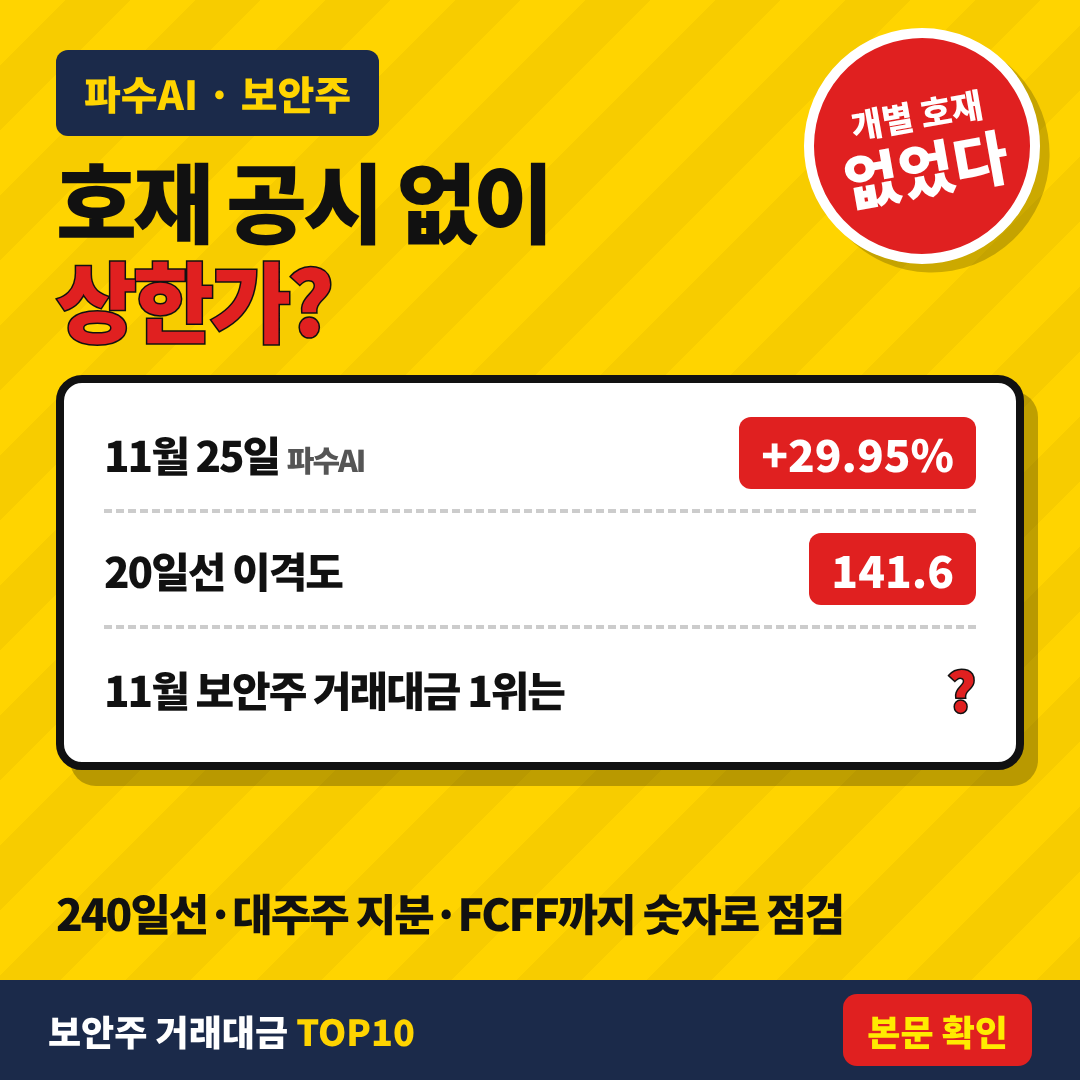 파수AI · 보안주
개별 호재
없었다
호재 공시 없이
상한가?
11월 25일 파수AI
+29.95%
20일선 이격도
141.6
11월 보안주 거래대금 1위는
?
240일선·대주주 지분·FCFF까지 숫자로 점검
보안주 거래대금 TOP10
본문 확인